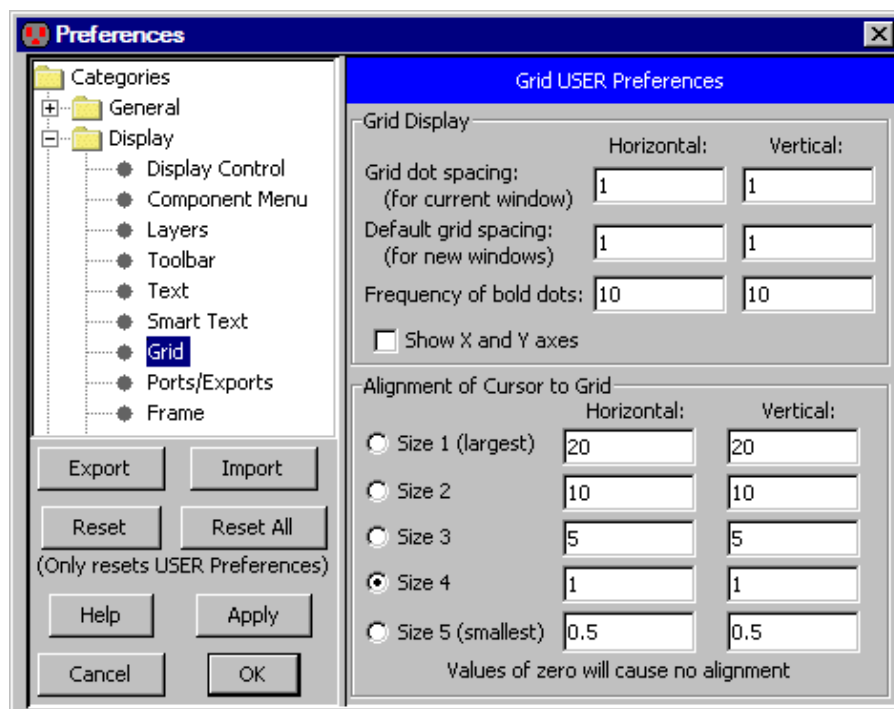 Preferences
Categories
General
Display
Display Control
Component Menu
Layers
Toolbar
Text
Smart Text
Grid
Ports/Exports
Frame
Export Import
Reset Reset All
(Only resets USER Preferences)
Help Apply
Cancel OK
Grid USER Preferences
Grid Display
Horizontal: Vertical:
Grid dot spacing:
(for current window) 1 1
Default grid spacing:
(for new windows) 1 1
Frequency of bold dots: 10 10
Show X and Y axes
Alignment of Cursor to Grid
Horizontal: Vertical:
Size 1 (largest) 20 20
Size 2 10 10
Size 3 5 5
Size 4 1 1
Size 5 (smallest) 0.5 0.5
Values of zero will cause no alignment